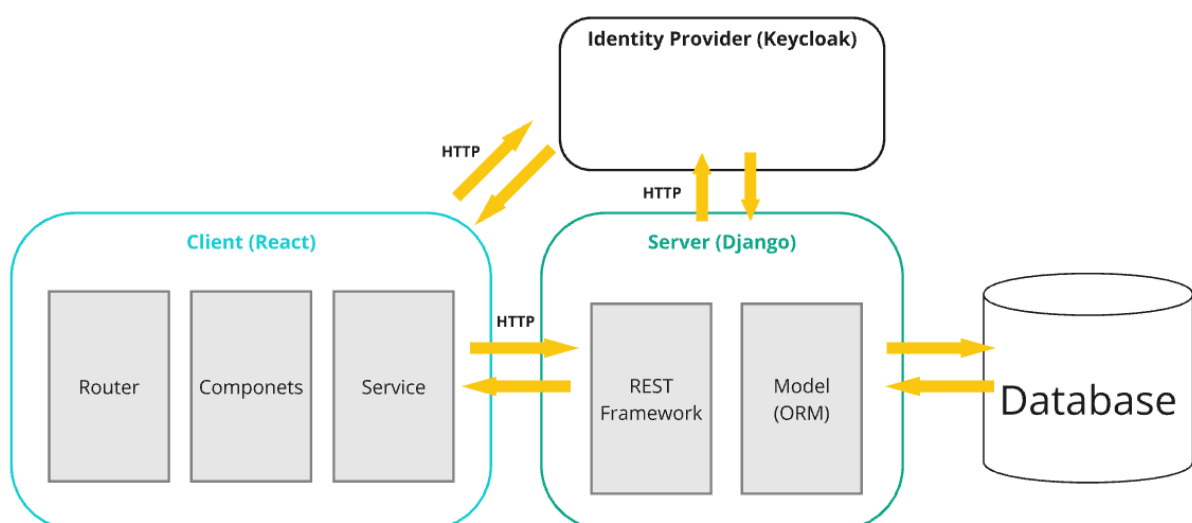 Identity Provider (Keycloak)
HTTP
HTTP
Client (React)
Server (Django)
HTTP
Router
Componets
Service
REST
Framework
Model
(ORM)
Database